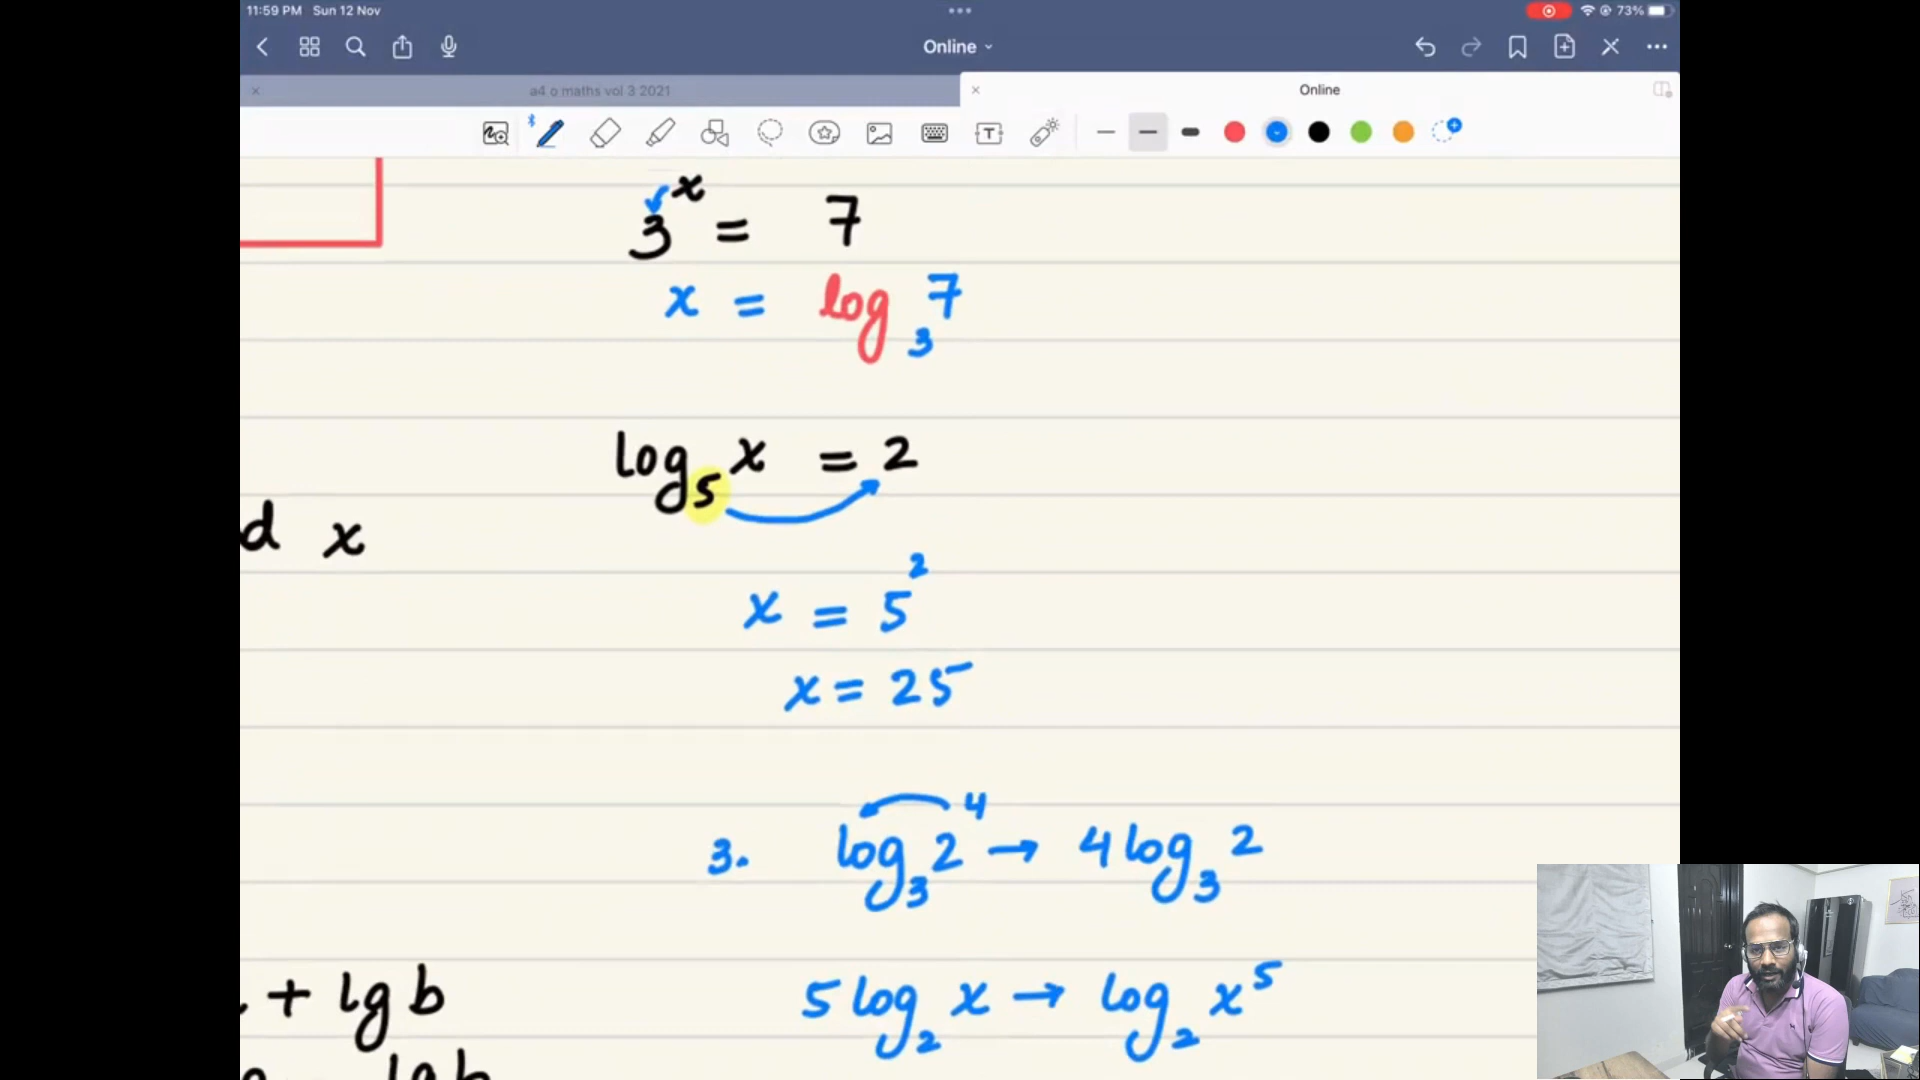 11:59 PM Sun 12 Nov
73%
Online
a4 o maths vol 3 2021
Online
3^x = 7
x = log_3 7
log_5 x = 2
d x
x = 5^2
x = 25
3. log_3 2^4 → 4 log_3 2
+ lg b
5 log_2 x → log_2 x^5
lg b